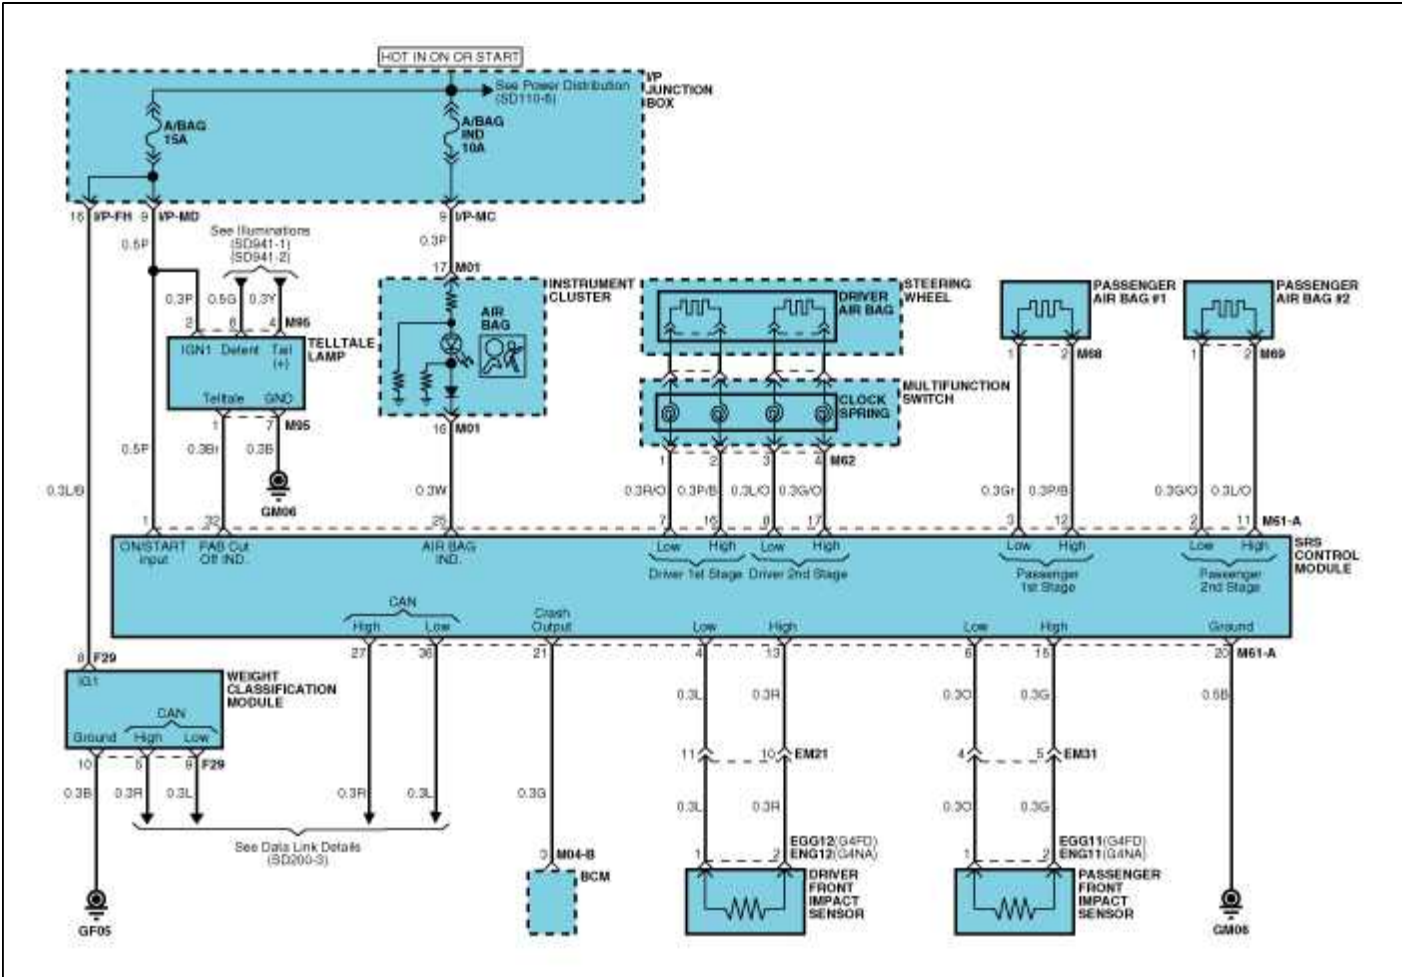 HOT IN ON OR START
See Power Distribution
(SD110-6)
I/P
JUNCTION
BOX
A/BAG
15A
A/BAG
IND
10A
16 I/P-FH 9 I/P-MD
9 I/P-MC
0.5P
See Illuminations
(SD941-1)
(SD941-2)
0.3P
17 M01
0.3P 0.5G 0.3Y
2 6 4 M95
IGN1 Detent Tail
(+)
TELLTALE
LAMP
Telltale GND
1 7 M95
INSTRUMENT
CLUSTER
AIR
BAG
16 M01
STEERING
WHEEL
DRIVER
AIR BAG
MULTIFUNCTION
SWITCH
CLOCK
SPRING
1 2 3 4 M62
PASSENGER
AIR BAG #1
1 2 M68
PASSENGER
AIR BAG #2
1 2 M69
0.5P 0.3Br 0.3B
GM06
0.3L/B 0.3W 0.3R/O 0.3P/B 0.3L/O 0.3G/O 0.3Gr 0.3P/B 0.3G/O 0.3L/O
1 32 25 7 16 8 17 3 12 2 11 M61-A
ON/START
input
PAB Cut
Off IND.
AIR BAG
IND.
Low High Low High
Driver 1st Stage Driver 2nd Stage
Low High
Passenger
1st Stage
Low High
Passenger
2nd Stage
SRS
CONTROL
MODULE
CAN
High Low
Crash
Output
Low High Low High Ground
27 36 21 4 13 6 15 20 M61-A
8 F29
IG1
WEIGHT
CLASSIFICATION
MODULE
CAN
Ground High Low
10 5 9 F29
0.3L 0.3R 0.3O 0.3G 0.5B
11 10 EM21
4 5 EM31
0.3B 0.3R 0.3L 0.3R 0.3L 0.3G 0.3L 0.3R 0.3O 0.3G
See Data Link Details
(SD200-3)
3 M04-B
BCM
EGG12(G4FD)
1 2 ENG12(G4NA)
DRIVER
FRONT
IMPACT
SENSOR
EGG11(G4FD)
1 2 ENG11(G4NA)
PASSENGER
FRONT
IMPACT
SENSOR
GF05
GM06